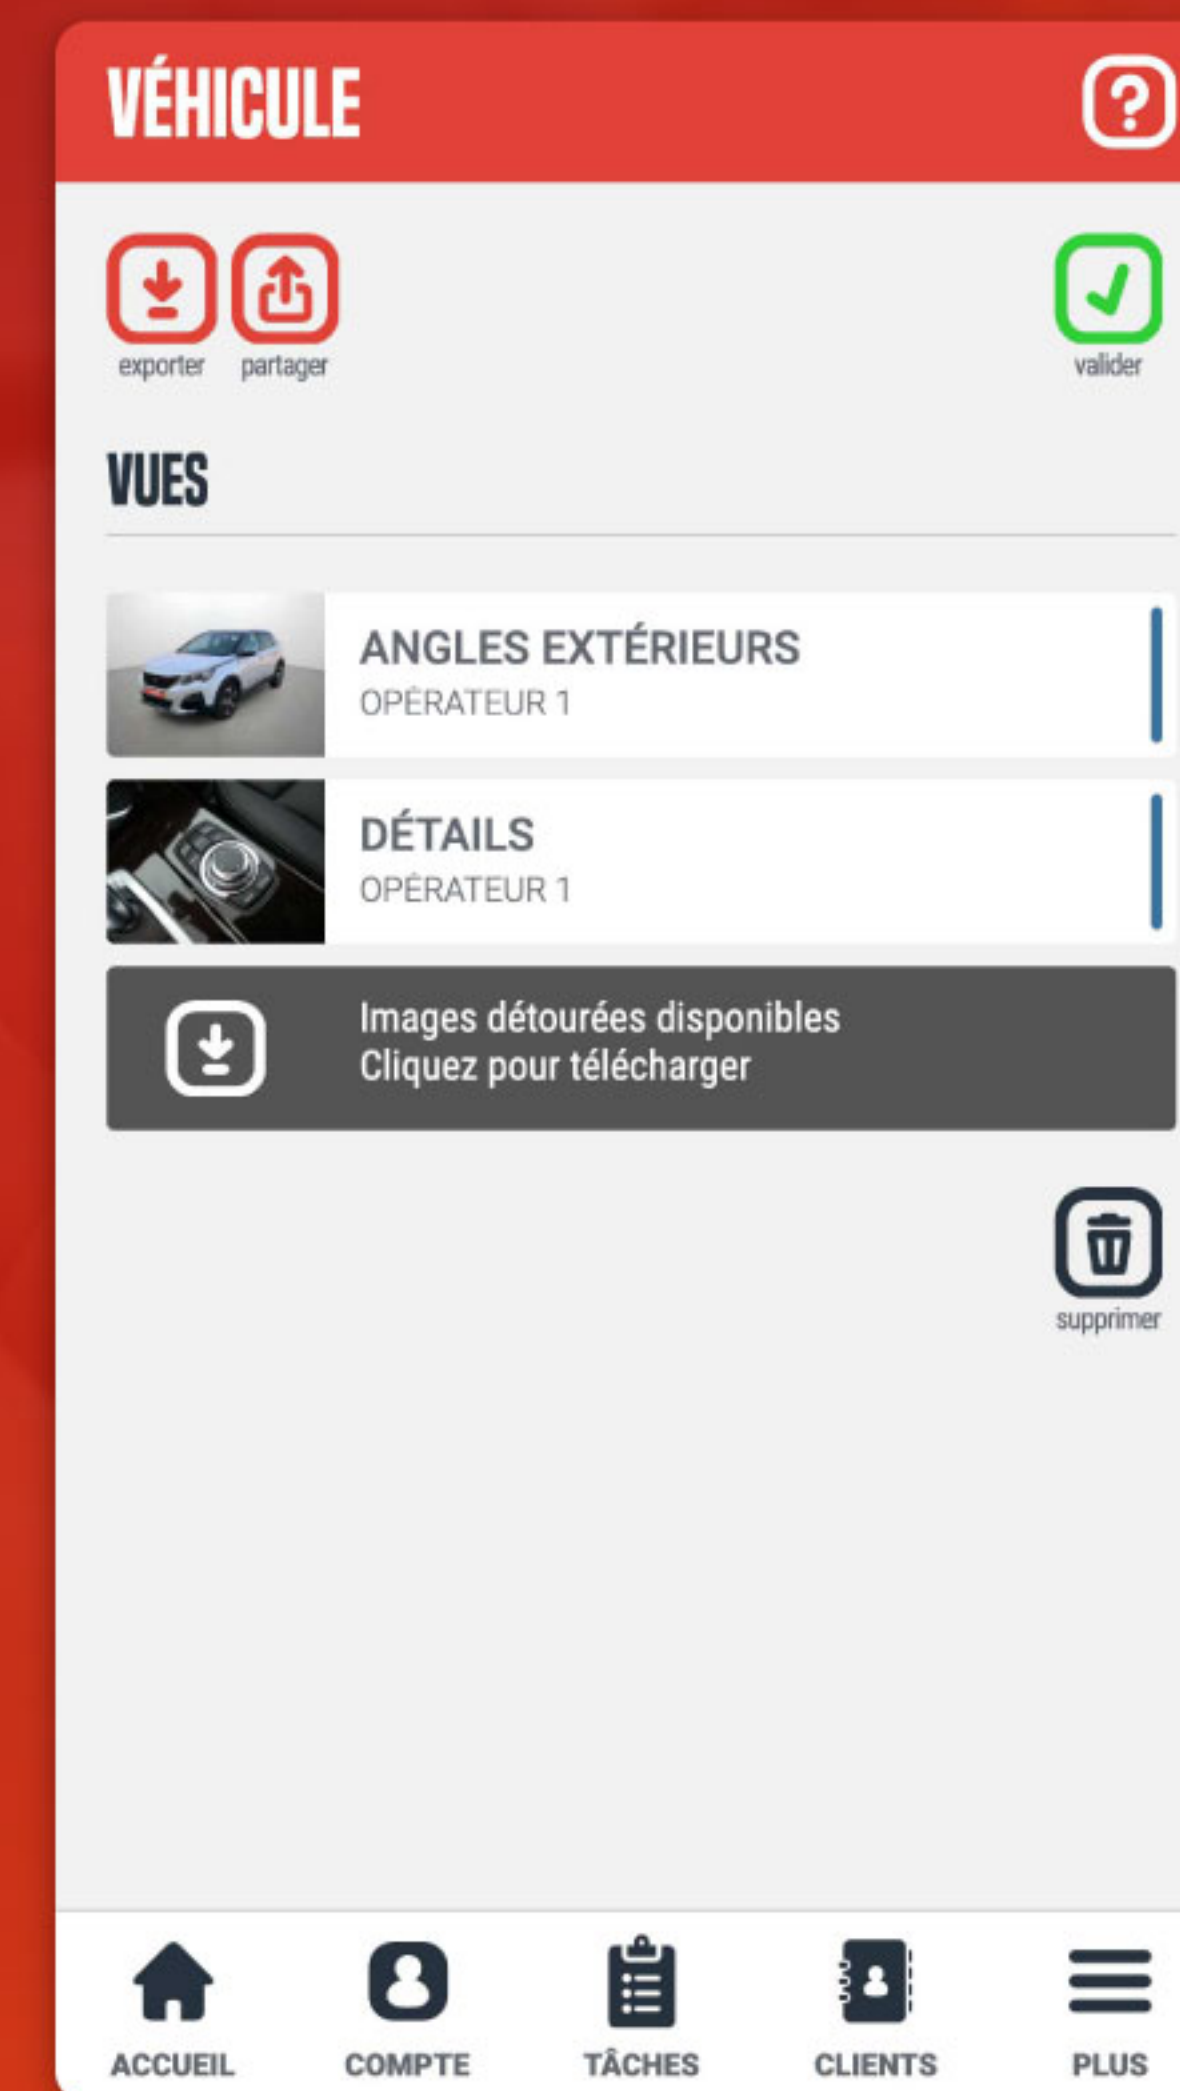 VÉHICULE
exporter
partager
valider
VUES
ANGLES EXTÉRIEURS
OPÉRATEUR 1
DÉTAILS
OPÉRATEUR 1
Images détourées disponibles
Cliquez pour télécharger
supprimer
ACCUEIL
COMPTE
TÂCHES
CLIENTS
PLUS